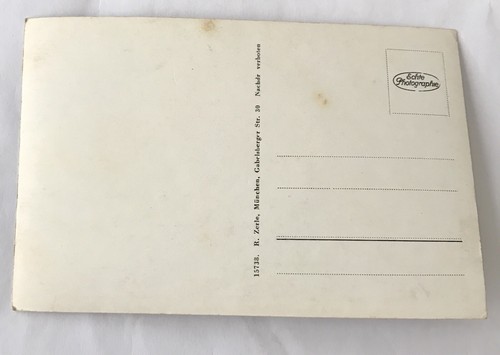 Echte
Photographie
15738. R. Zerle, München, Gabelsberger Str. 30 Nachdr verboten